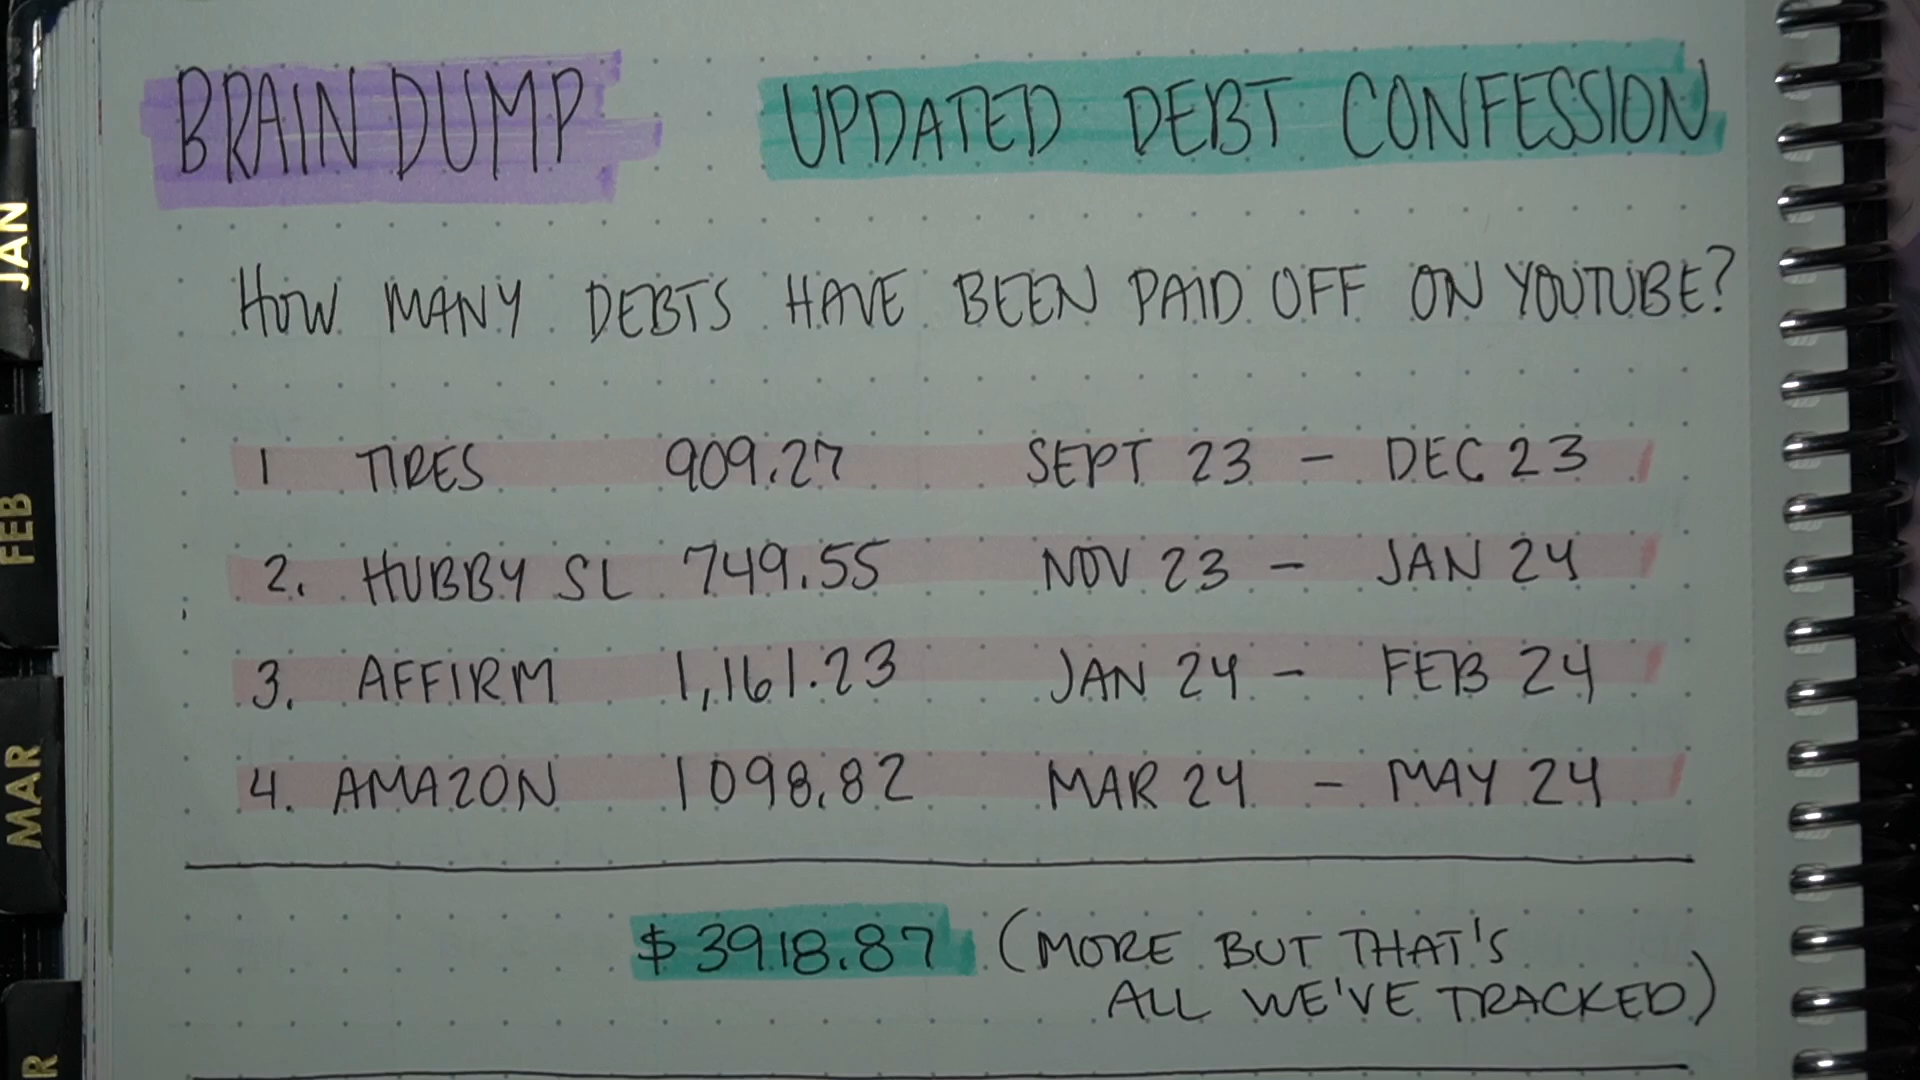 BRAIN DUMP UPDATED DEBT CONFESSION
HOW MANY DEBTS HAVE BEEN PAID OFF ON YOUTUBE?
1 TIRES 909.27 SEPT 23 - DEC 23
2. HUBBY SL 749.55 NOV 23 - JAN 24
3. AFFIRM 1,161.23 JAN 24 - FEB 24
4. AMAZON 1098.82 MAR 24 - MAY 24
$3918.87 (MORE BUT THAT'S
ALL WE'VE TRACKED)
JAN
FEB
MAR
R